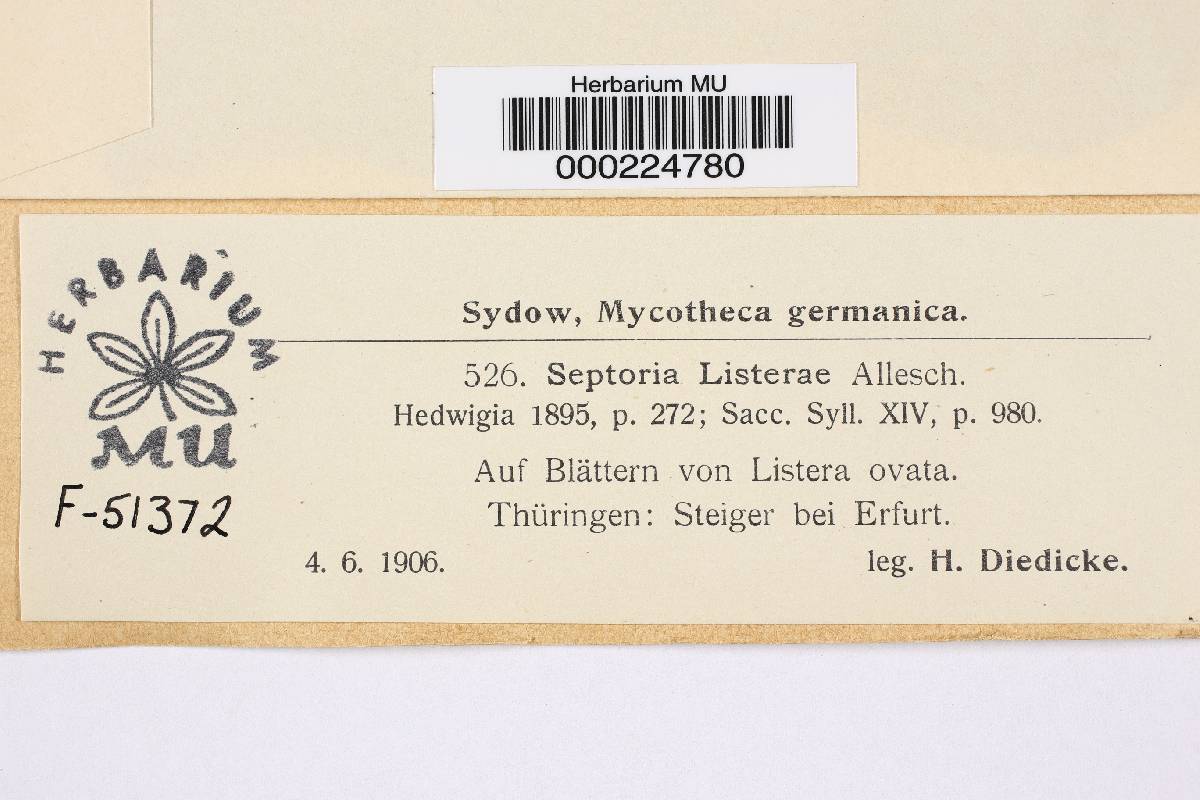 Herbarium MU
000224780
HERBARIUM
MU
F-51372
Sydow, Mycotheca germanica.
526. Septoria Listerae Allesch.
Hedwigia 1895, p. 272; Sacc. Syll. XIV, p. 980.
Auf Blättern von Listera ovata.
Thüringen: Steiger bei Erfurt.
4. 6. 1906. leg. H. Diedicke.